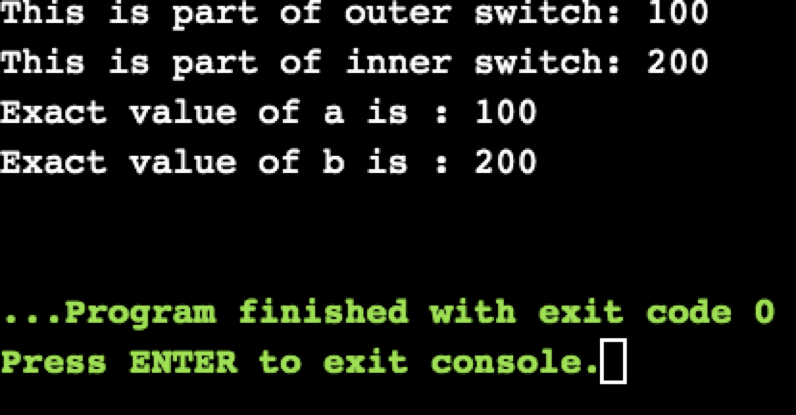 This is part of outer switch: 100
This is part of inner switch: 200
Exact value of a is : 100
Exact value of b is : 200
...Program finished with exit code 0
Press ENTER to exit console.